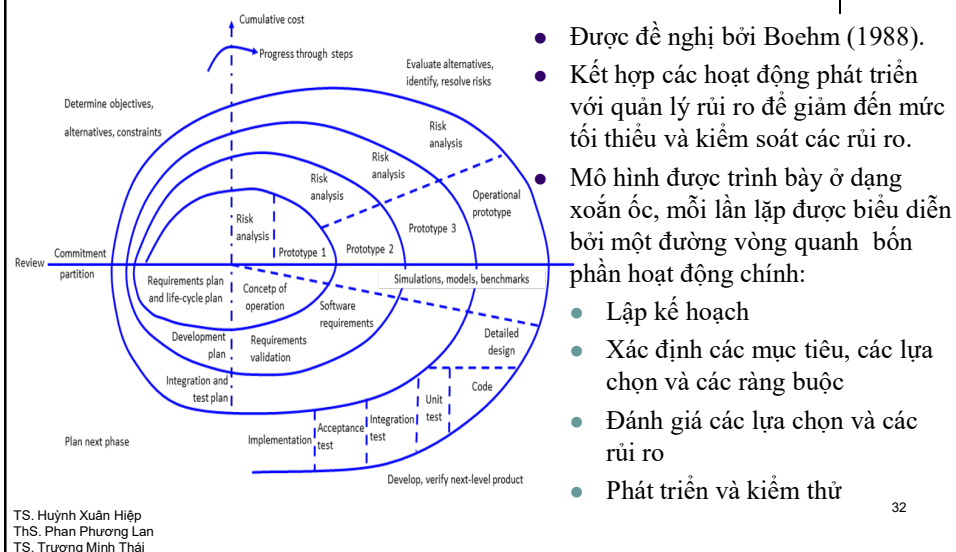 Cumulative cost
Progress through steps
Evaluate alternatives,
identify, resolve risks
Determine objectives,
alternatives, constraints
Risk
analysis
Risk
analysis
Risk
analysis
Risk
analysis
Operational
prototype
Prototype 3
Prototype 2
Prototype 1
Review
Commitment
partition
Simulations, models, benchmarks
Requirements plan
and life-cycle plan
Concetp of
operation
Software
requirements
Development
plan
Requirements
validation
Detailed
design
Integration and
test plan
Code
Unit
test
Integration
test
Acceptance
test
Implementation
Plan next phase
Develop, verify next-level product
Được đề nghị bởi Boehm (1988).
Kết hợp các hoạt động phát triển
với quản lý rủi ro để giảm đến mức
tối thiểu và kiểm soát các rủi ro.
Mô hình được trình bày ở dạng
xoắn ốc, mỗi lần lặp được biểu diễn
bởi một đường vòng quanh bốn
phần hoạt động chính:
Lập kế hoạch
Xác định các mục tiêu, các lựa
chọn và các ràng buộc
Đánh giá các lựa chọn và các
rủi ro
Phát triển và kiểm thử
32
TS. Huỳnh Xuân Hiệp
ThS. Phan Phương Lan
TS. Trương Minh Thái